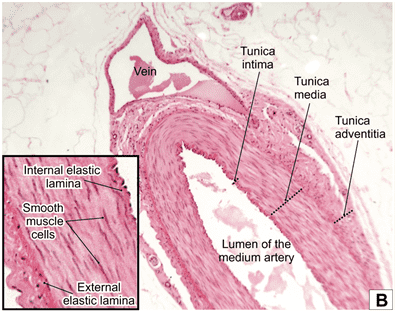 Vein
Tunica
intima
Tunica
media
Tunica
adventitia
Internal elastic
lamina
Smooth
muscle
cells
External
elastic lamina
Lumen of the
medium artery
B